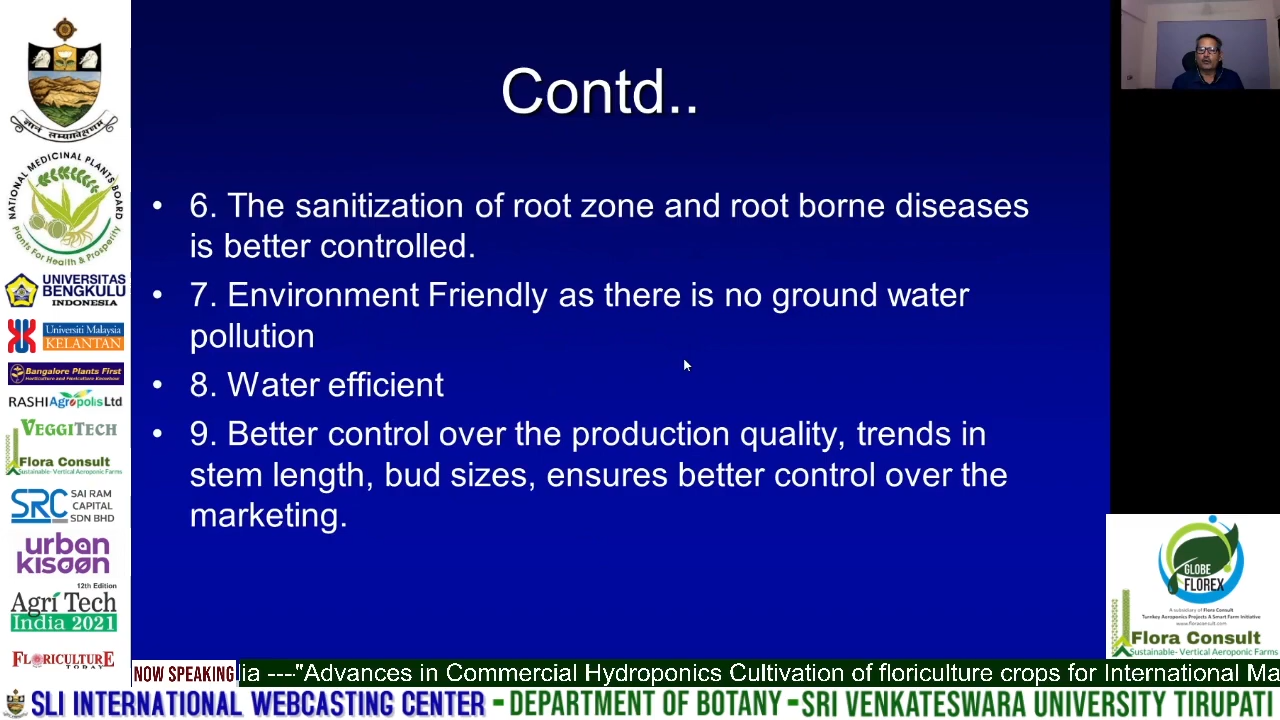 Contd..
• 6. The sanitization of root zone and root borne diseases
is better controlled.
• 7. Environment Friendly as there is no ground water
pollution
• 8. Water efficient
• 9. Better control over the production quality, trends in
stem length, bud sizes, ensures better control over the
marketing.
ज्ञानं सम्यगवेक्षणम्
NATIONAL MEDICINAL PLANTS BOARD
Plants For Health & Prosperity
UNIVERSITAS
BENGKULU
INDONESIA
Universiti Malaysia
KELANTAN
Bangalore Plants First
Horticulture and Floriculture Knowhow
RASHI Agropolis Ltd
VEGGITECH
Flora Consult
Sustainable- Vertical Aeroponic Farms
SRC SAI RAM
CAPITAL
SDN BHD
urban
kisaan
12th Edition
Agri Tech
India 2021
FLORICULTURE
TODAY
GLOBE
FLOREX
A subsidiary of Flora Consult
Turnkey Aeroponics Projects & Smart Farm Initiative
www.floraconsult.com
Flora Consult
Sustainable- Vertical Aeroponic Farms
NOW SPEAKING lia ---"Advances in Commercial Hydroponics Cultivation of floriculture crops for International Ma
SLI INTERNATIONAL WEBCASTING CENTER - DEPARTMENT OF BOTANY - SRI VENKATESWARA UNIVERSITY TIRUPATI